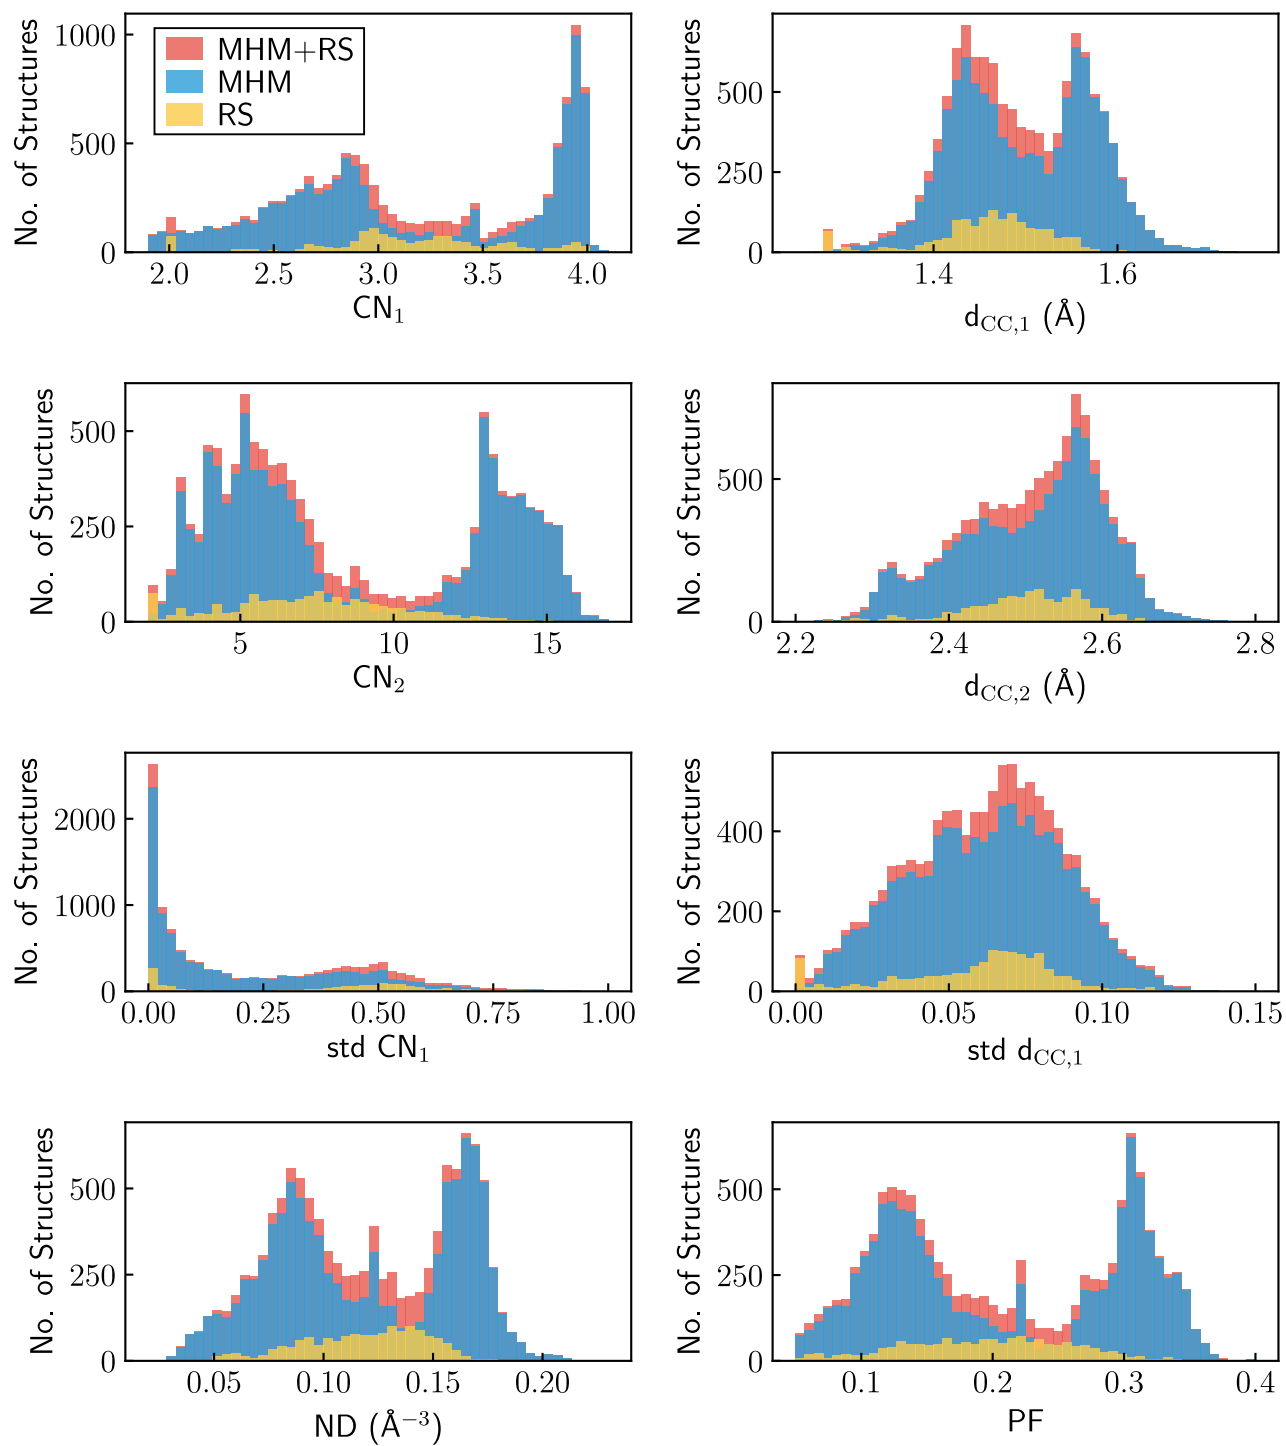 No. of Structures
1000
500
0
MHM+RS
MHM
RS
2.0 2.5 3.0 3.5 4.0
CN₁
No. of Structures
500
250
0
1.4 1.6
d_CC,1 (Å)
No. of Structures
500
250
0
5 10 15
CN₂
No. of Structures
500
0
2.2 2.4 2.6 2.8
d_CC,2 (Å)
No. of Structures
2000
1000
0
0.00 0.25 0.50 0.75 1.00
std CN₁
No. of Structures
400
200
0
0.00 0.05 0.10 0.15
std d_CC,1
No. of Structures
500
250
0
0.05 0.10 0.15 0.20
ND (Å⁻³)
No. of Structures
500
250
0
0.1 0.2 0.3 0.4
PF